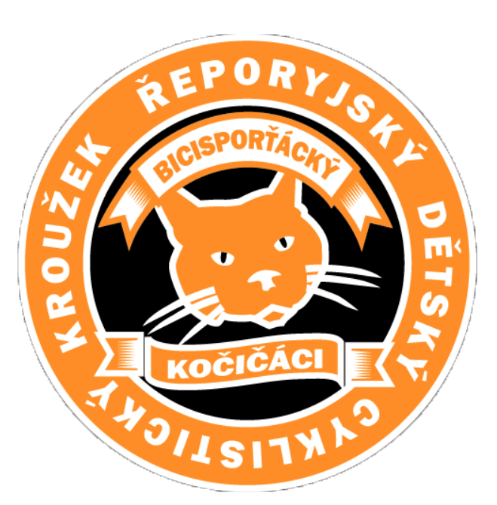 ŘEPORYJSKÝ DĚTSKÝ CYKLISTICKÝ KROUŽEK
BICISPORŤÁCKÝ
KOČIČÁCI